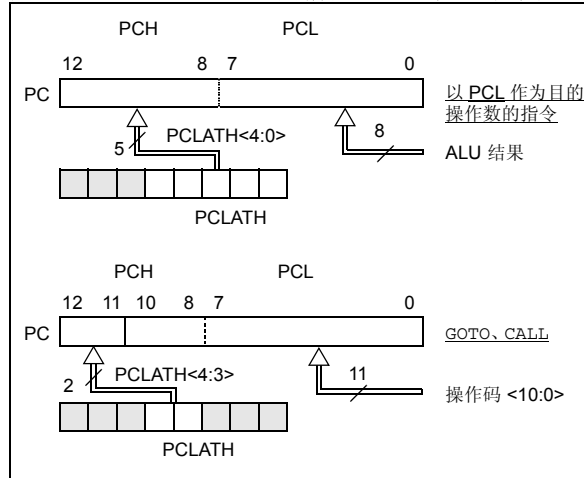 PCH PCL
12 8 7 0
PC
以 PCL 作为目的
操作数的指令
5 PCLATH<4:0> 8
ALU 结果
PCLATH
PCH PCL
12 11 10 8 7 0
PC GOTO、CALL
2 PCLATH<4:3> 11
操作码 <10:0>
PCLATH